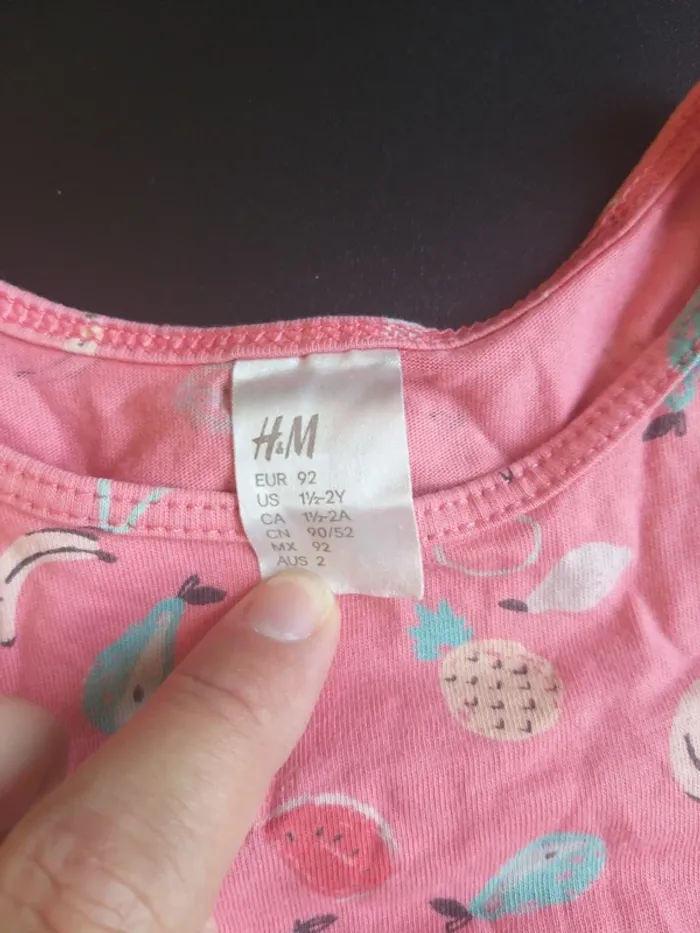 H&M
EUR 92
US 1½-2Y
CA 1½-2A
CN 90/52
MX 92
AUS 2